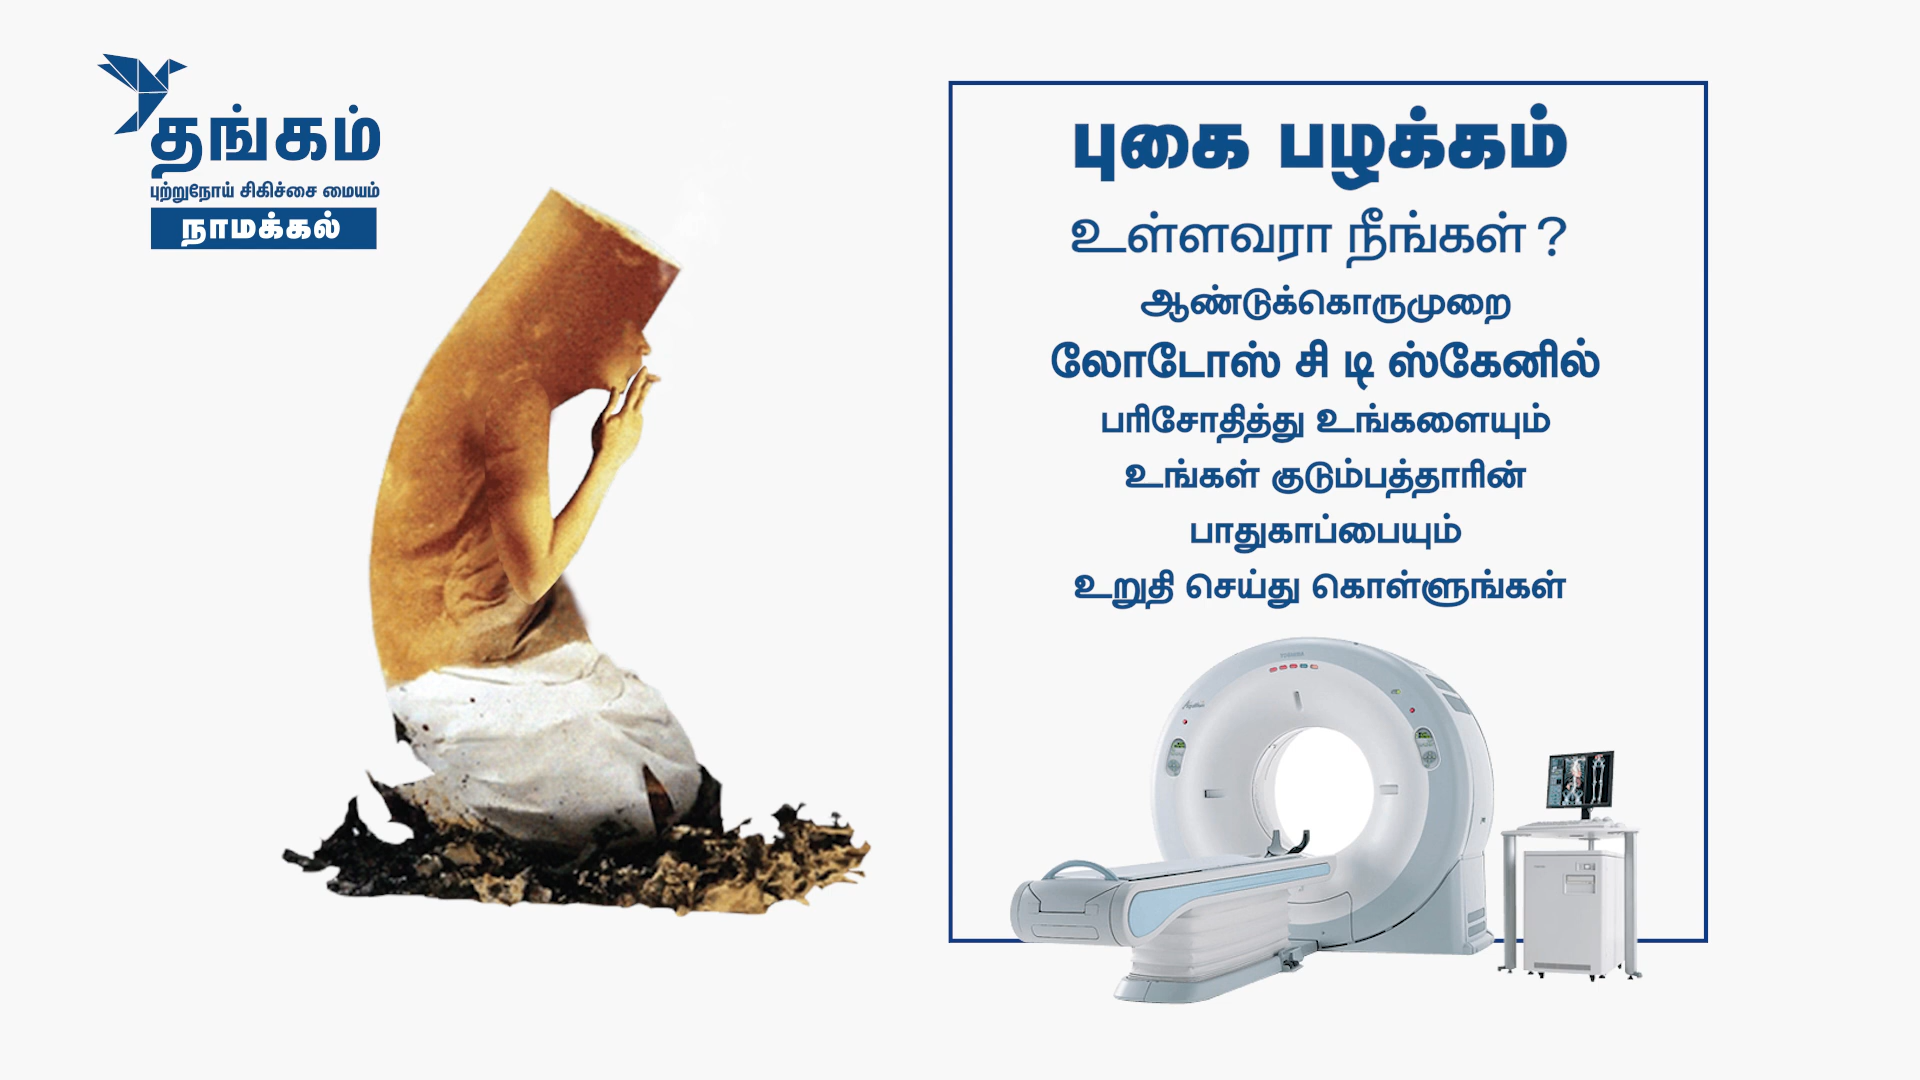 தங்கம்
புற்றுநோய் சிகிச்சை மையம்
நாமக்கல்
புகை பழக்கம்
உள்ளவரா நீங்கள் ?
ஆண்டுக்கொருமுறை
லோடோஸ் சி டி ஸ்கேனில்
பரிசோதித்து உங்களையும்
உங்கள் குடும்பத்தாரின்
பாதுகாப்பையும்
உறுதி செய்து கொள்ளுங்கள்
TOSHIBA